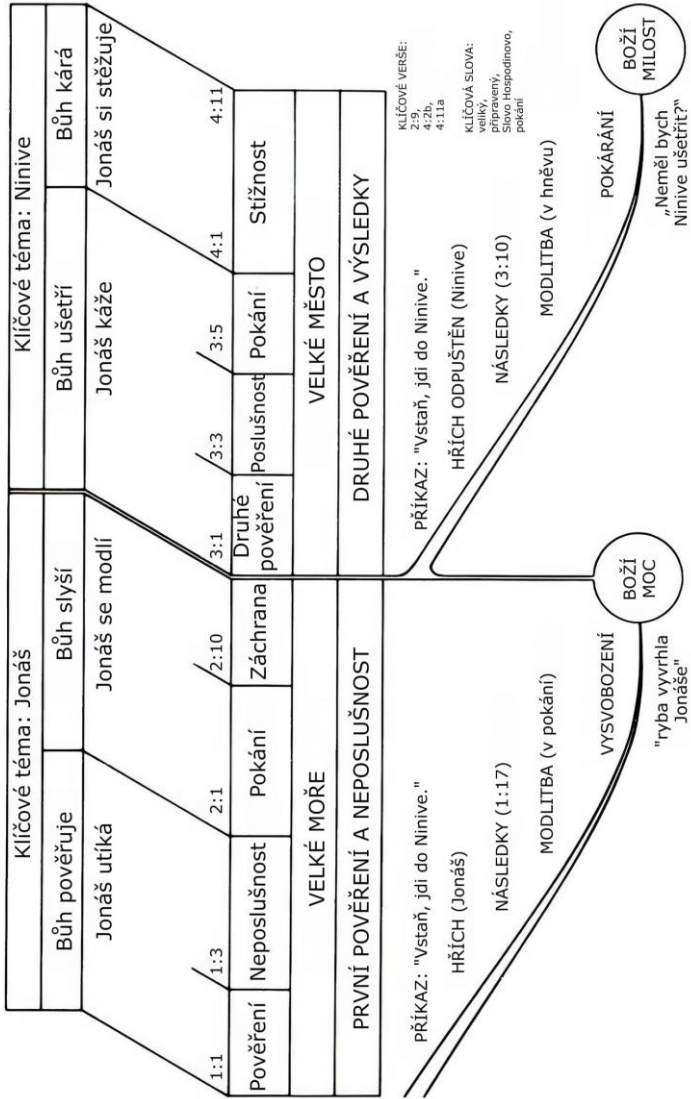 Klíčové téma: Jonáš
Klíčové téma: Ninive
Bůh pověřuje
Bůh slyší
Bůh ušetří
Bůh kárá
Jonáš utíká
Jonáš se modlí
Jonáš káže
Jonáš si stěžuje
1:1
1:3
2:1
2:10
3:1
3:3
3:5
4:1
4:11
Pověření
Neposlušnost
Pokání
Záchrana
Druhé
pověření
Poslušnost
Pokání
Stížnost
VELKÉ MOŘE
VELKÉ MĚSTO
PRVNÍ POVĚŘENÍ A NEPOSLUŠNOST
DRUHÉ POVĚŘENÍ A VÝSLEDKY
PŘÍKAZ: "Vstaň, jdi do Ninive."
HŘÍCH (Jonáš)
NÁSLEDKY (1:17)
MODLITBA (v pokání)
VYSVOBOZENÍ
"ryba vyvrhla
Jonáše"
BOŽÍ
MOC
PŘÍKAZ: "Vstaň, jdi do Ninive."
HŘÍCH ODPUŠTĚN (Ninive)
NÁSLEDKY (3:10)
MODLITBA (v hněvu)
POKÁRÁNÍ
„Neměl bych
Ninive ušetřit?"
BOŽÍ
MILOST
KLÍČOVÉ VERŠE:
2:9,
4:2b,
4:11a
KLÍČOVÁ SLOVA:
veliký,
připravený,
Slovo Hospodinovo,
pokání